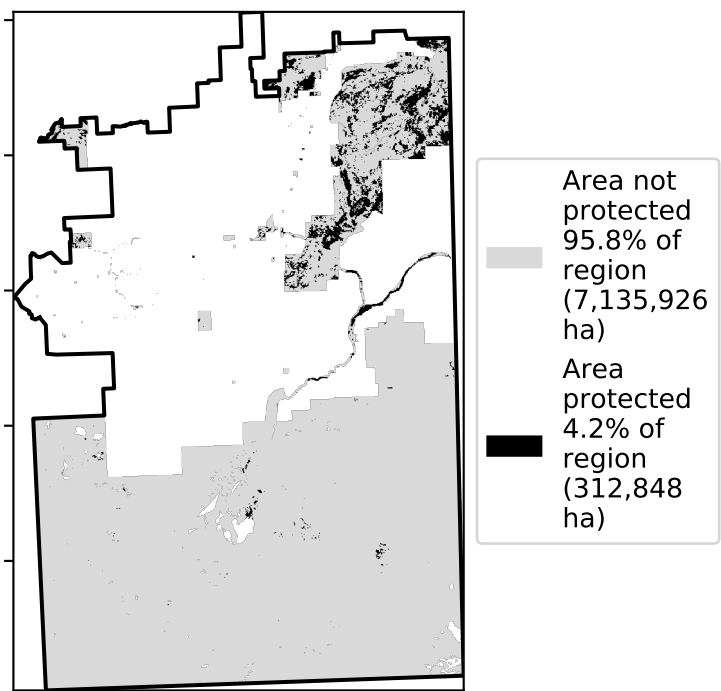 Area not
protected
95.8% of
region
(7,135,926
ha)
Area
protected
4.2% of
region
(312,848
ha)